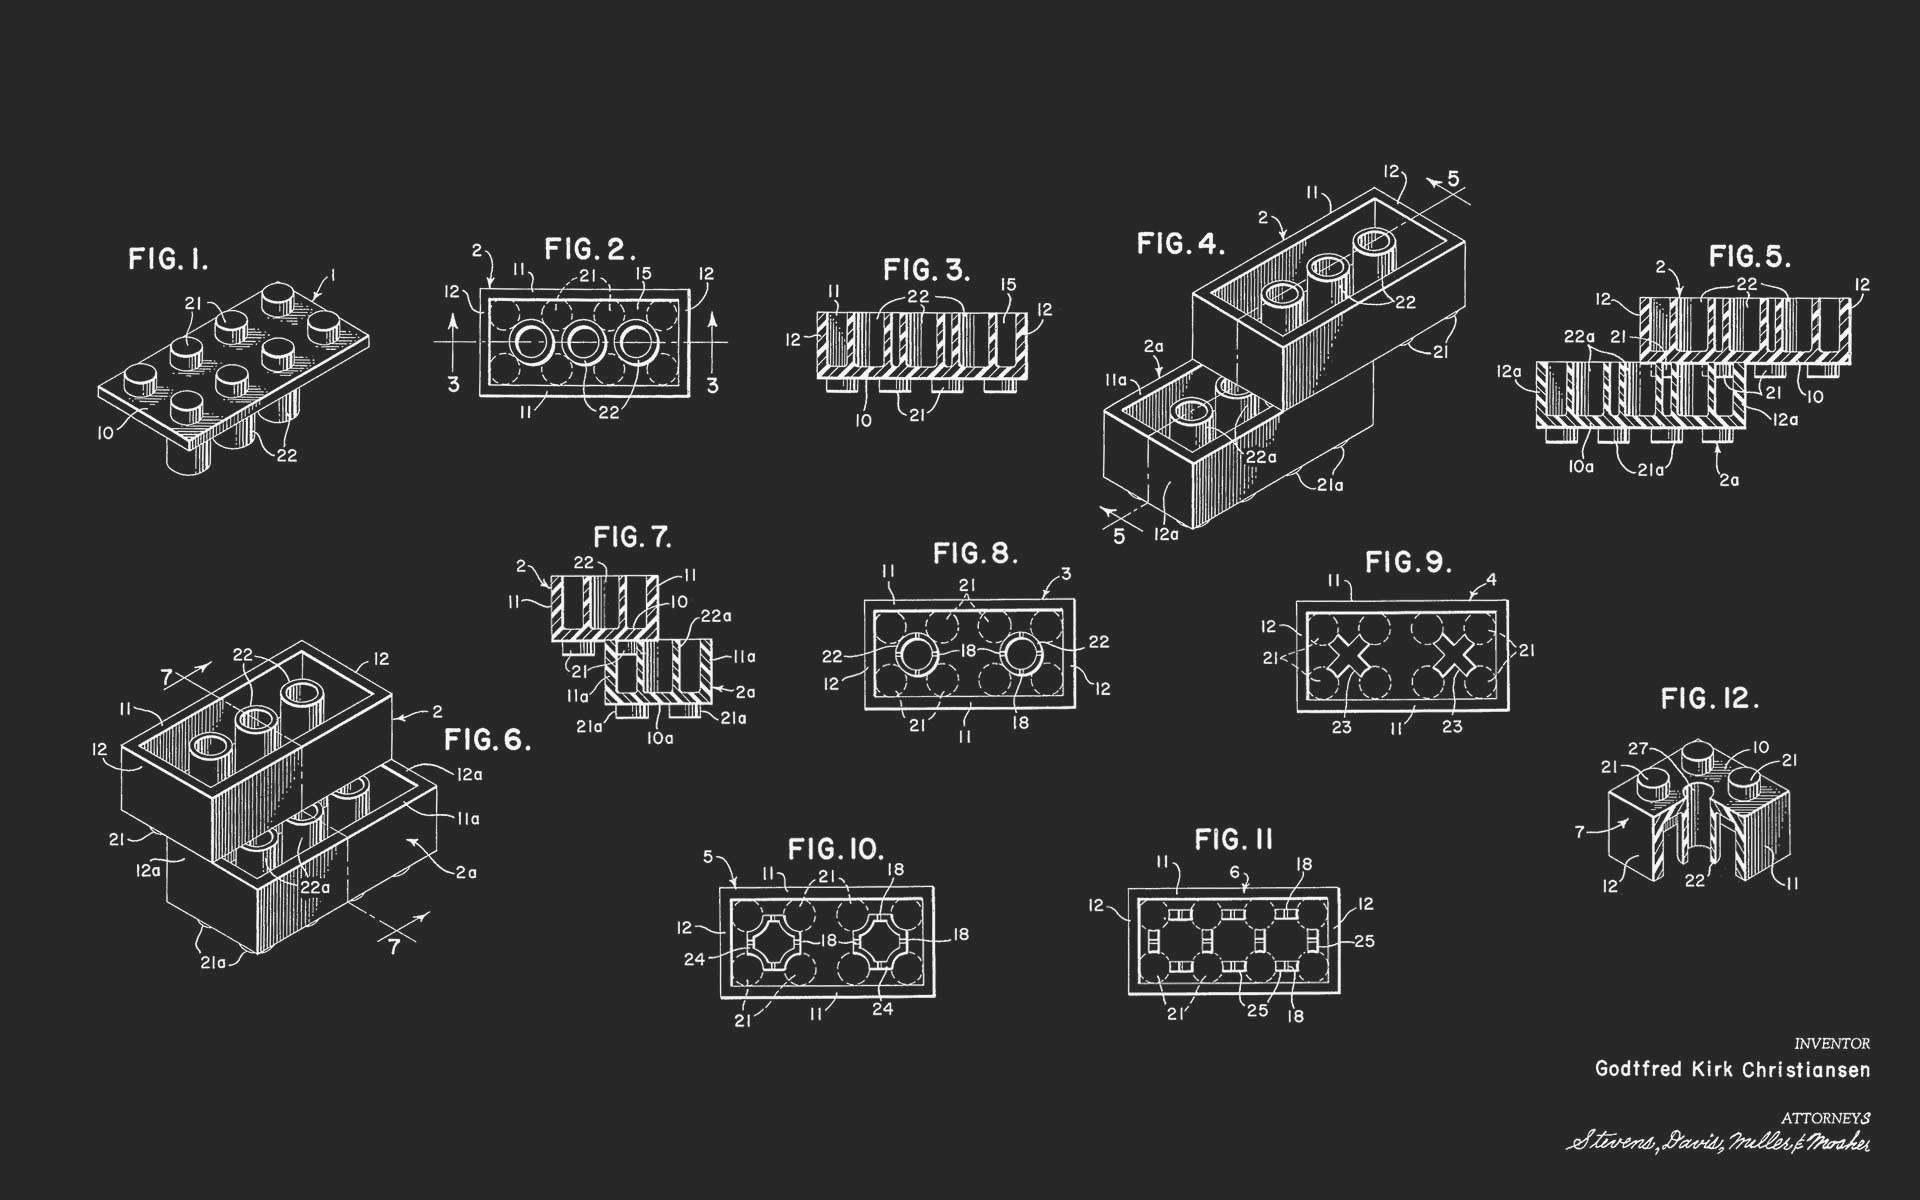 FIG. 1.
1
21
10
22
FIG. 2.
2
11
21
15
12
12
3
3
11
22
FIG. 3.
11
22
15
12
12
10
21
FIG. 4.
12
5
11
2
22
21
2a
11a
22a
21a
5
12a
FIG. 5.
2
22
12
12
22a
21
12a
21
10
12a
10a
21a
2a
FIG. 6.
7
22
12
11
2
12
12a
11a
21
12a
22a
2a
21a
7
FIG. 7.
22
2
11
11
10
22a
11a
21
11a
2a
21a
21a
10a
FIG. 8.
11
21
3
22
18
22
12
12
21
18
11
FIG. 9.
11
4
12
21
21
23
11
23
FIG. 10.
5
11
21
18
12
18
18
24
21
11
24
FIG. 11
11
6
18
12
12
25
21
25
18
FIG. 12.
27
10
21
21
7
12
22
11
INVENTOR
Godtfred Kirk Christiansen
ATTORNEYS
Stevens, Davis, Miller & Mosher